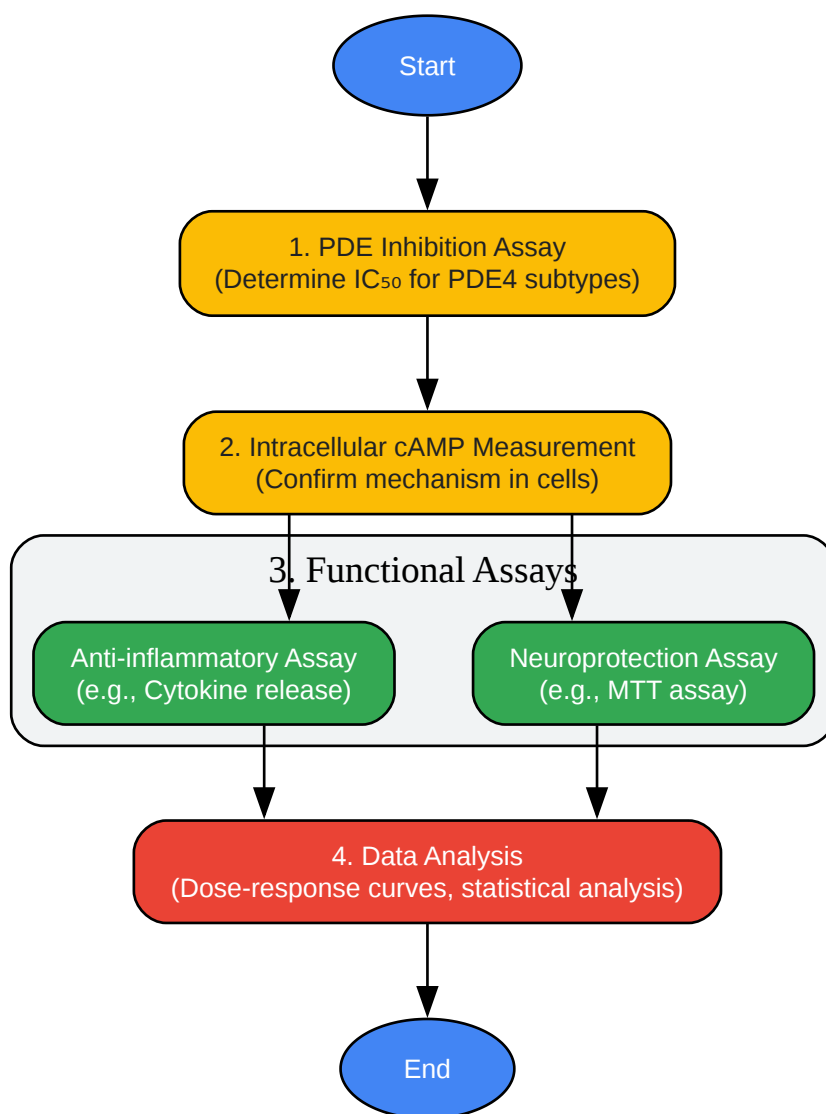 Start
1. PDE Inhibition Assay
(Determine IC₅₀ for PDE4 subtypes)
2. Intracellular cAMP Measurement
(Confirm mechanism in cells)
3. Functional Assays
Anti-inflammatory Assay
(e.g., Cytokine release)
Neuroprotection Assay
(e.g., MTT assay)
4. Data Analysis
(Dose-response curves, statistical analysis)
End